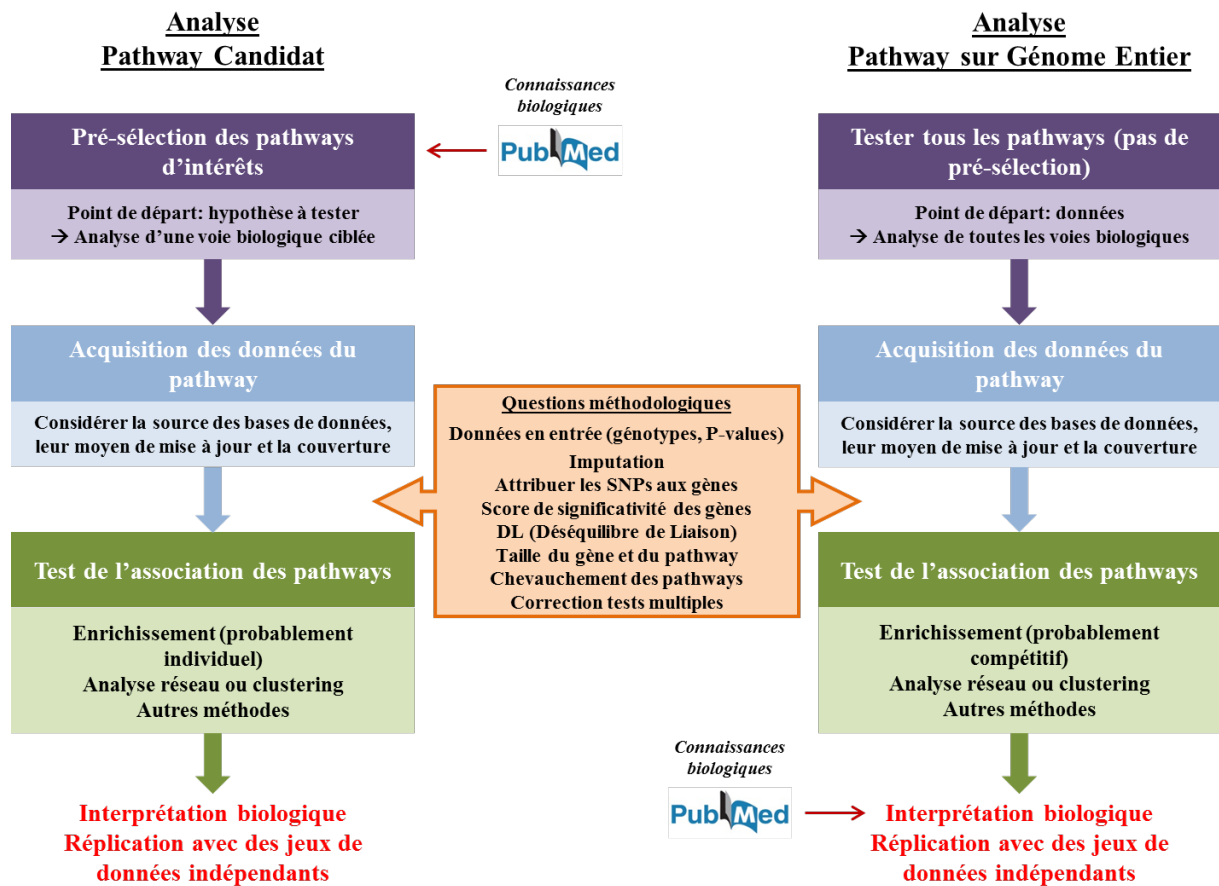 Analyse
Pathway Candidat
Connaissances
biologiques
PubMed
Pré-sélection des pathways
d'intérêts
Point de départ: hypothèse à tester
→ Analyse d'une voie biologique ciblée
Acquisition des données du
pathway
Considérer la source des bases de données,
leur moyen de mise à jour et la couverture
Test de l'association des pathways
Enrichissement (probablement
individuel)
Analyse réseau ou clustering
Autres méthodes
Interprétation biologique
Réplication avec des jeux de
données indépendants
Questions méthodologiques
Données en entrée (génotypes, P-values)
Imputation
Attribuer les SNPs aux gènes
Score de significativité des gènes
DL (Déséquilibre de Liaison)
Taille du gène et du pathway
Chevauchement des pathways
Correction tests multiples
Analyse
Pathway sur Génome Entier
Tester tous les pathways (pas de
pré-sélection)
Point de départ: données
→ Analyse de toutes les voies biologiques
Acquisition des données du
pathway
Considérer la source des bases de données,
leur moyen de mise à jour et la couverture
Test de l'association des pathways
Enrichissement (probablement
compétitif)
Analyse réseau ou clustering
Autres méthodes
Connaissances
biologiques
PubMed
Interprétation biologique
Réplication avec des jeux de
données indépendants